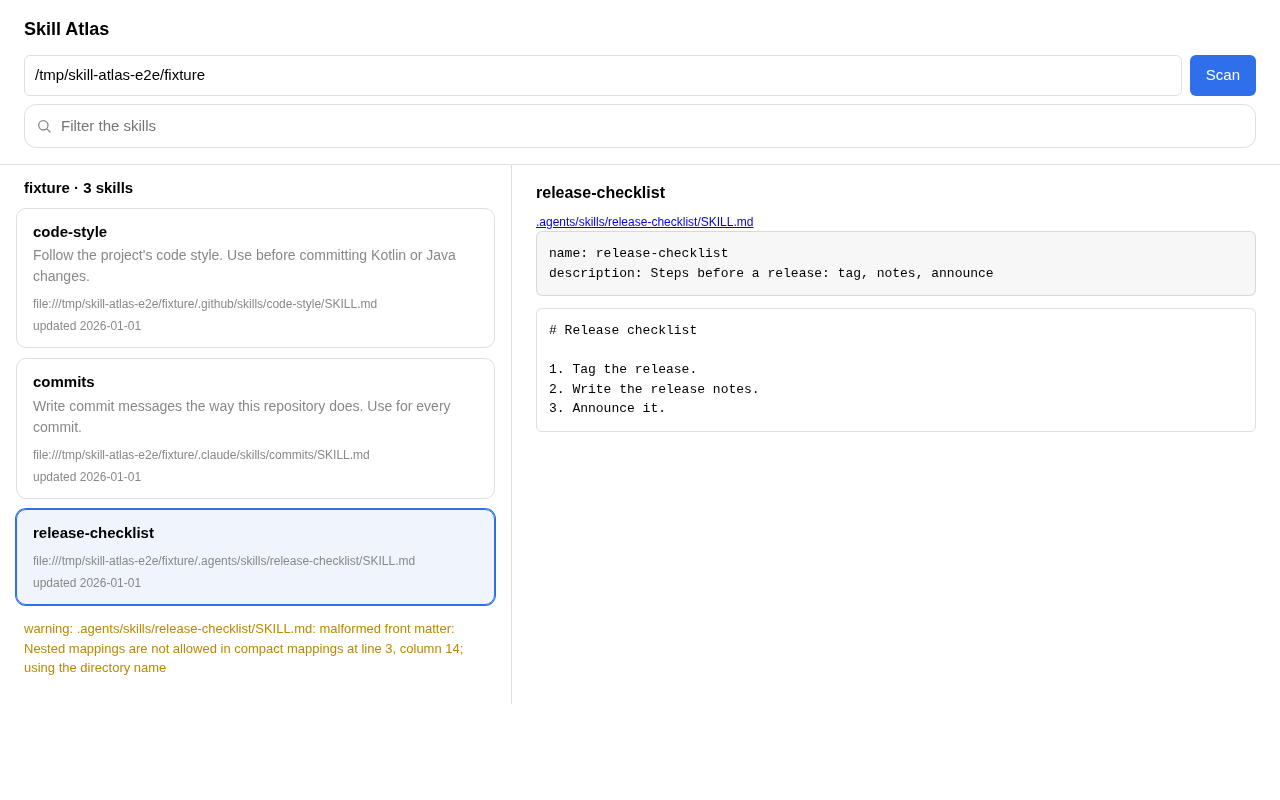 Skill Atlas
/tmp/skill-atlas-e2e/fixture
Scan
Filter the skills
fixture · 3 skills
code-style
Follow the project's code style. Use before committing Kotlin or Java
changes.
file:///tmp/skill-atlas-e2e/fixture/.github/skills/code-style/SKILL.md
updated 2026-01-01
commits
Write commit messages the way this repository does. Use for every
commit.
file:///tmp/skill-atlas-e2e/fixture/.claude/skills/commits/SKILL.md
updated 2026-01-01
release-checklist
file:///tmp/skill-atlas-e2e/fixture/.agents/skills/release-checklist/SKILL.md
updated 2026-01-01
warning: .agents/skills/release-checklist/SKILL.md: malformed front matter:
Nested mappings are not allowed in compact mappings at line 3, column 14;
using the directory name
release-checklist
.agents/skills/release-checklist/SKILL.md
name: release-checklist
description: Steps before a release: tag, notes, announce
# Release checklist
1. Tag the release.
2. Write the release notes.
3. Announce it.